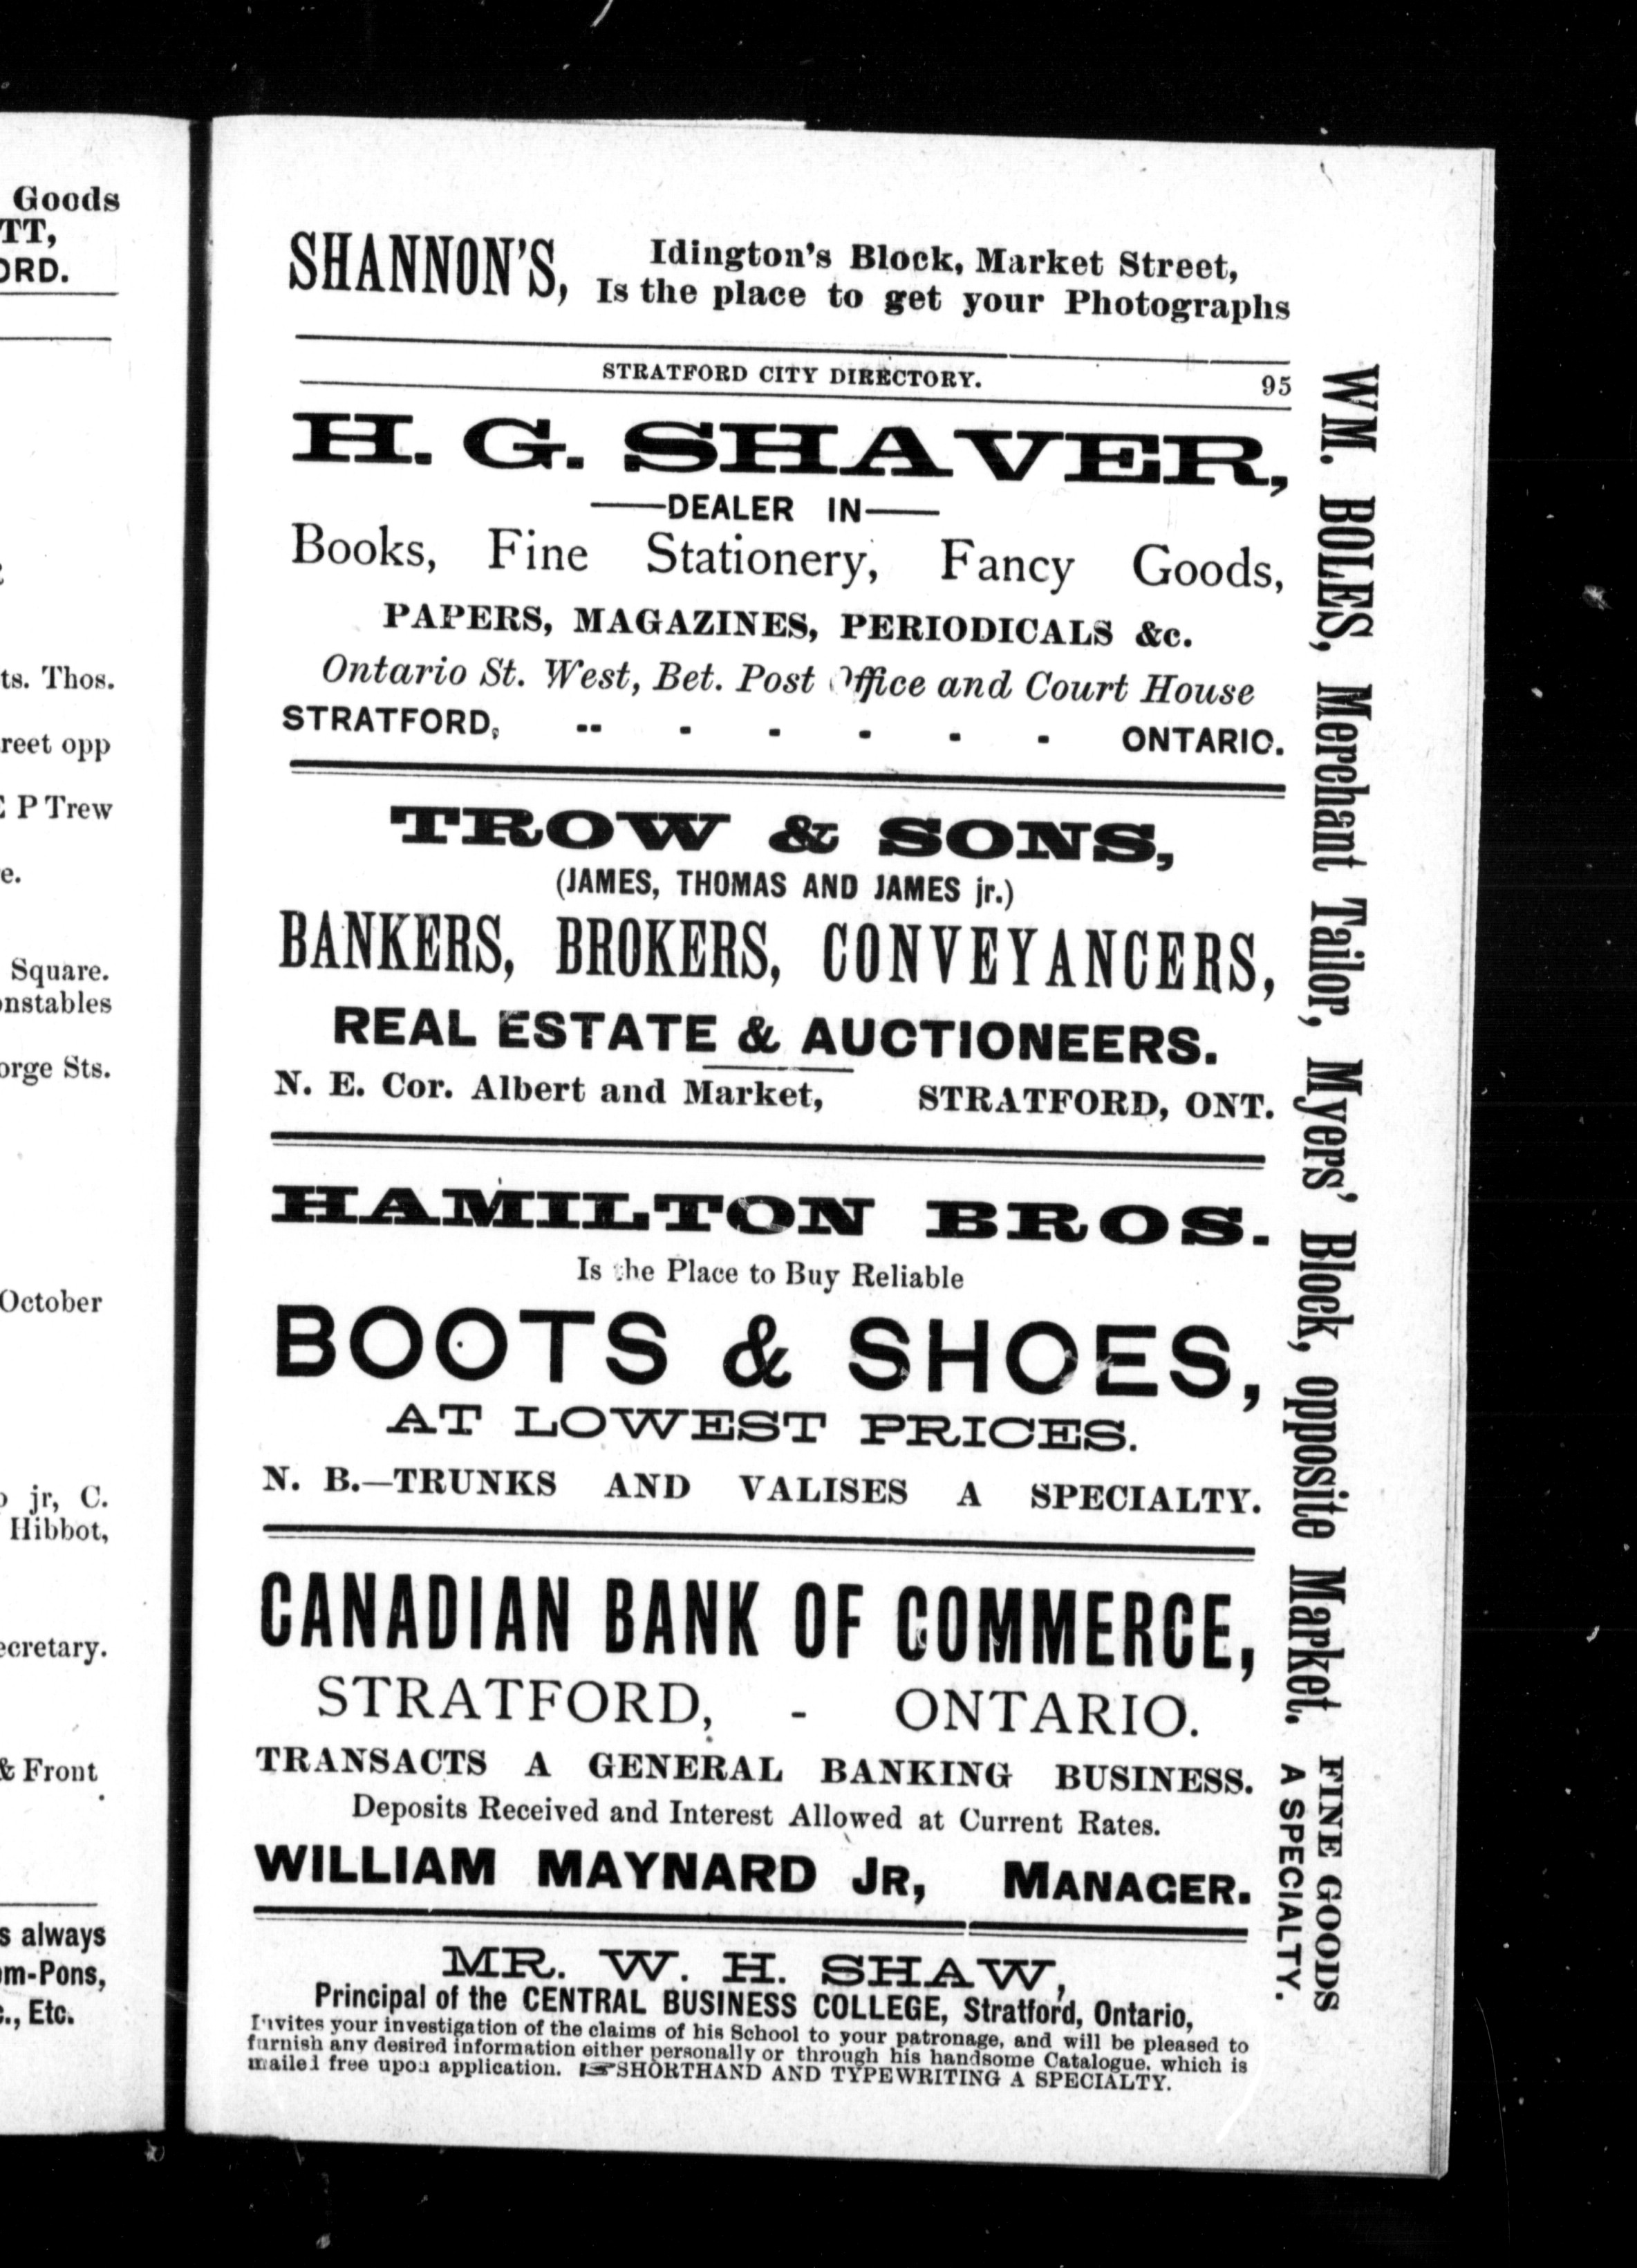 Goods
TT,
ORD.
ts. Thos.
reet opp
P Trew
e.
Square.
nstables
orge Sts.
October
jr, C.
Hibbot,
ecretary.
& Front
s always
m-Pons,
., Etc.
SHANNON'S, Idington's Block, Market Street,
Is the place to get your Photographs
STRATFORD CITY DIRECTORY. 95
H. G. SHAVER,
——DEALER IN——
Books, Fine Stationery, Fancy Goods,
PAPERS, MAGAZINES, PERIODICALS &c.
Ontario St. West, Bet. Post Office and Court House
STRATFORD, -- - - - - - ONTARIO.
TROW & SONS,
(JAMES, THOMAS AND JAMES jr.)
BANKERS, BROKERS, CONVEYANCERS,
REAL ESTATE & AUCTIONEERS.
N. E. Cor. Albert and Market, STRATFORD, ONT.
HAMILTON BROS.
Is the Place to Buy Reliable
BOOTS & SHOES,
AT LOWEST PRICES.
N. B.—TRUNKS AND VALISES A SPECIALTY.
CANADIAN BANK OF COMMERCE,
STRATFORD, - ONTARIO.
TRANSACTS A GENERAL BANKING BUSINESS.
Deposits Received and Interest Allowed at Current Rates.
WILLIAM MAYNARD JR, MANAGER.
MR. W. H. SHAW,
Principal of the CENTRAL BUSINESS COLLEGE, Stratford, Ontario,
Invites your investigation of the claims of his School to your patronage, and will be pleased to
furnish any desired information either personally or through his handsome Catalogue, which is
mailed free upon application. ☞SHORTHAND AND TYPEWRITING A SPECIALTY.
WM. BOLES, Merchant Tailor, Myers' Block, opposite Market. FINE GOODS
A SPECIALTY.